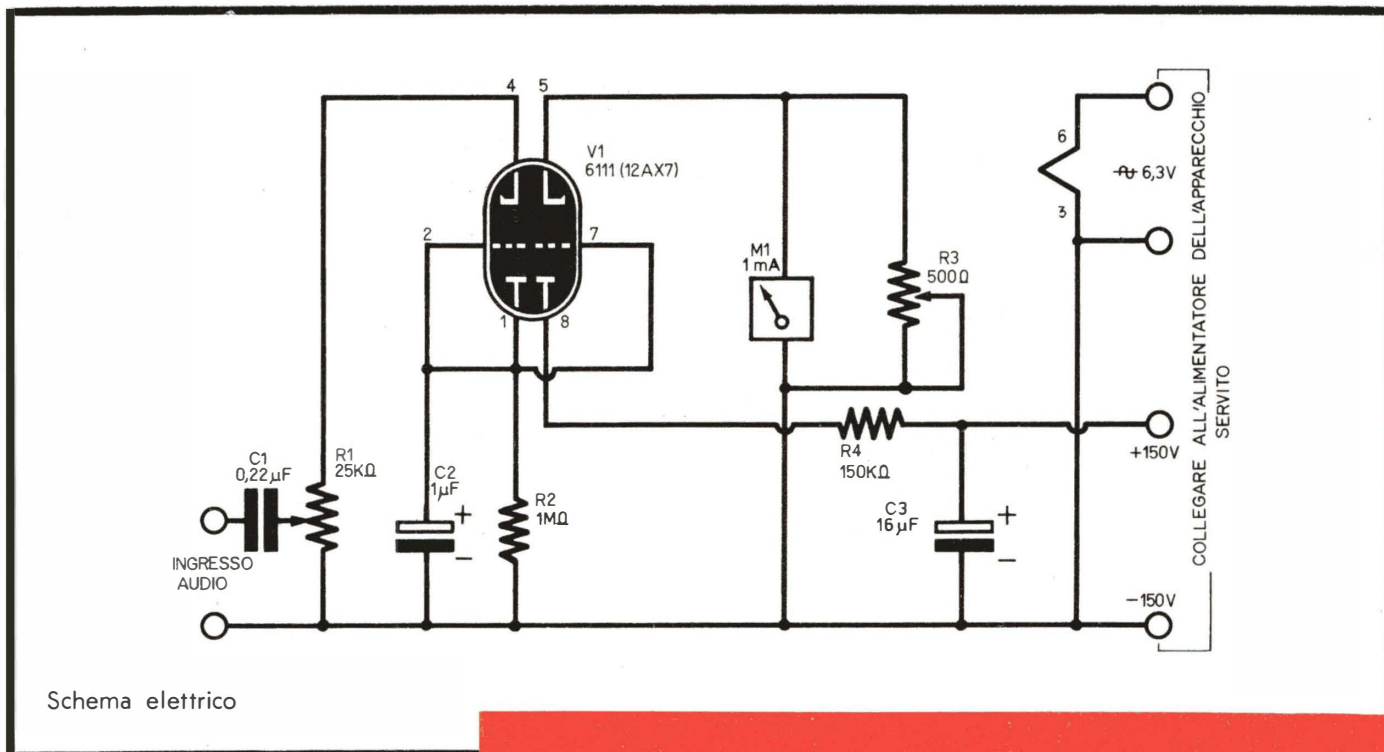 4 5
V1
6111 (12AX7)
2
7
1
8
C1
0,22µF
R1
25KΩ
INGRESSO
AUDIO
C2
1µF
R2
1MΩ
M1
1 mA
R3
500Ω
R4
150KΩ
C3
16µF
+
−
+
−
6
3
6,3V
+150V
−150V
COLLEGARE ALL'ALIMENTATORE DELL'APPARECCHIO
SERVITO
Schema elettrico